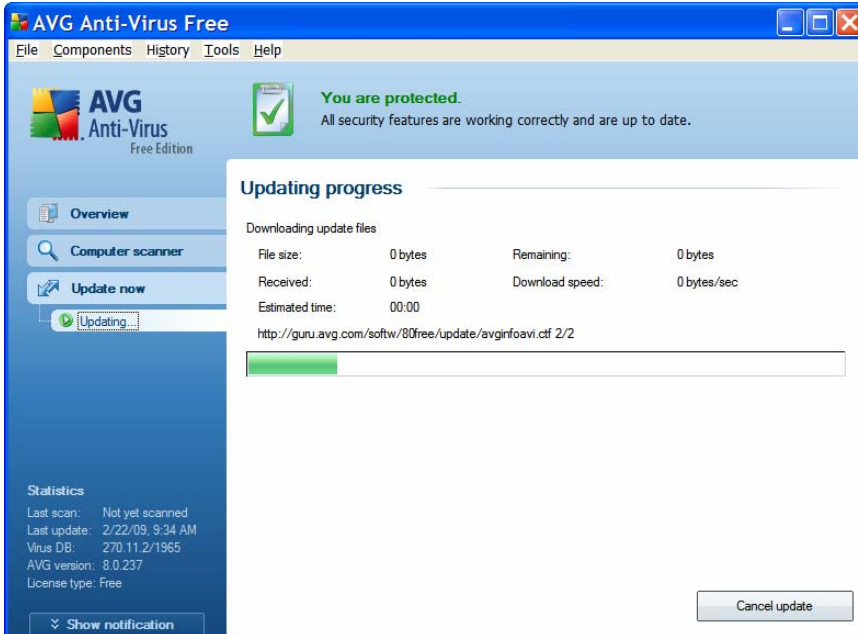 AVG Anti-Virus Free
File Components History Tools Help
AVG
Anti-Virus
Free Edition
You are protected.
All security features are working correctly and are up to date.
Overview
Computer scanner
Update now
Updating...
Updating progress
Downloading update files
File size: 0 bytes Remaining: 0 bytes
Received: 0 bytes Download speed: 0 bytes/sec
Estimated time: 00:00
http://guru.avg.com/softw/80free/update/avginfoavi.ctf 2/2
Statistics
Last scan: Not yet scanned
Last update: 2/22/09, 9:34 AM
Virus DB: 270.11.2/1965
AVG version: 8.0.237
License type: Free
Show notification
Cancel update